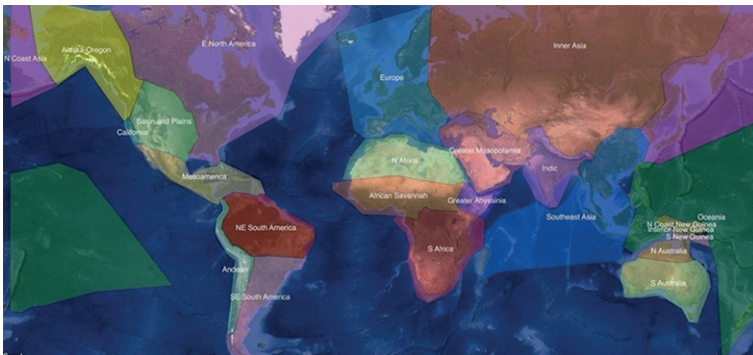 E North America
Inner Asia
Alaska-Oregon
N Coast Asia
Europe
Basin and Plains
California
Greater Mesopotamia
N Africa
Indic
Mesoamerica
African Savannah
Greater Abyssinia
Southeast Asia
Oceania
N Coast New Guinea
Interior New Guinea
S New Guinea
NE South America
S Africa
N Australia
Andean
S Australia
SE South America